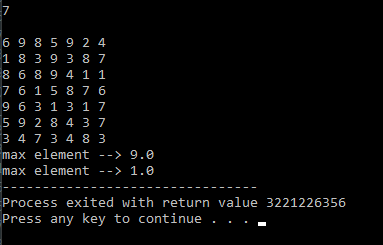 7
6 9 8 5 9 2 4
1 8 3 9 3 8 7
8 6 8 9 4 1 1
7 6 1 5 8 7 6
9 6 3 1 3 1 7
5 9 2 8 4 3 7
3 4 7 3 4 8 3
max element --> 9.0
max element --> 1.0
--------------------------------
Process exited with return value 3221226356
Press any key to continue . . .